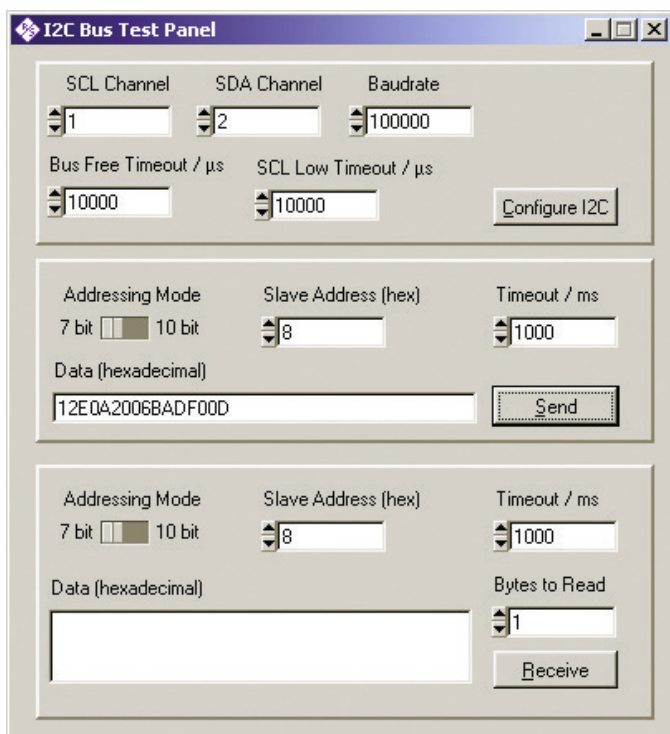 I2C Bus Test Panel
SCL Channel SDA Channel Baudrate
1 2 100000
Bus Free Timeout / µs SCL Low Timeout / µs
10000 10000 Configure I2C
Addressing Mode Slave Address (hex) Timeout / ms
7 bit 10 bit 8 1000
Data (hexadecimal)
12E0A2006BADF00D Send
Addressing Mode Slave Address (hex) Timeout / ms
7 bit 10 bit 8 1000
Data (hexadecimal) Bytes to Read
1
Receive